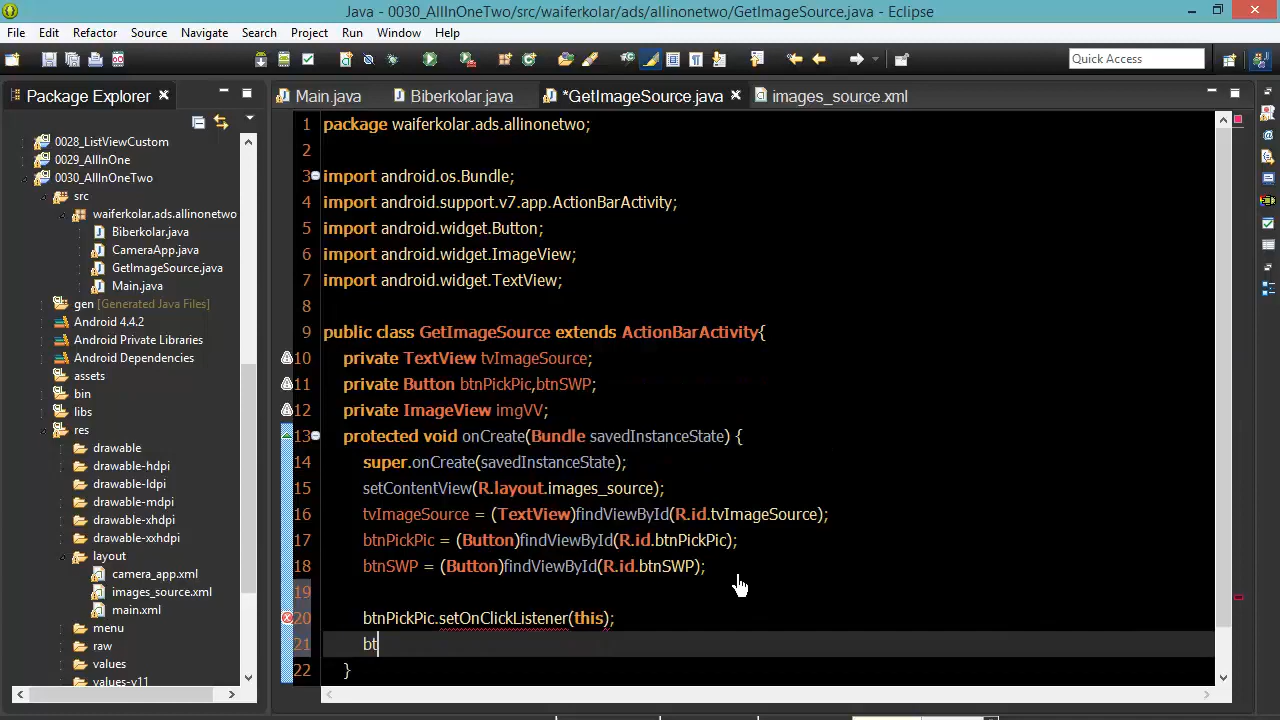 Java - 0030_AllInOneTwo/src/waiferkolar/ads/allinonetwo/GetImageSource.java - Eclipse
File Edit Refactor Source Navigate Search Project Run Window Help
Quick Access
Package Explorer
Main.java Biberkolar.java *GetImageSource.java images_source.xml
0028_ListViewCustom
0029_AllInOne
0030_AllInOneTwo
src
waiferkolar.ads.allinonetwo
Biberkolar.java
CameraApp.java
GetImageSource.java
Main.java
gen [Generated Java Files]
Android 4.4.2
Android Private Libraries
Android Dependencies
assets
bin
libs
res
drawable
drawable-hdpi
drawable-ldpi
drawable-mdpi
drawable-xhdpi
drawable-xxhdpi
layout
camera_app.xml
images_source.xml
main.xml
menu
raw
values
values-v11
1 package waiferkolar.ads.allinonetwo;
2
3 import android.os.Bundle;
4 import android.support.v7.app.ActionBarActivity;
5 import android.widget.Button;
6 import android.widget.ImageView;
7 import android.widget.TextView;
8
9 public class GetImageSource extends ActionBarActivity{
10 private TextView tvImageSource;
11 private Button btnPickPic,btnSWP;
12 private ImageView imgVV;
13 protected void onCreate(Bundle savedInstanceState) {
14 super.onCreate(savedInstanceState);
15 setContentView(R.layout.images_source);
16 tvImageSource = (TextView)findViewById(R.id.tvImageSource);
17 btnPickPic = (Button)findViewById(R.id.btnPickPic);
18 btnSWP = (Button)findViewById(R.id.btnSWP);
19
20 btnPickPic.setOnClickListener(this);
21 bt
22 }